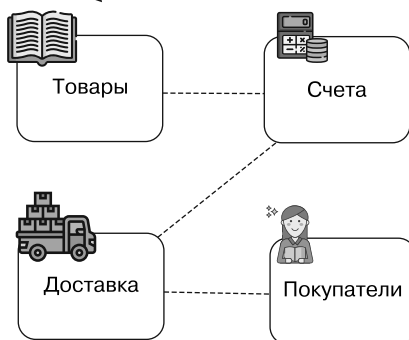 Товары
Счета
Доставка
Покупатели